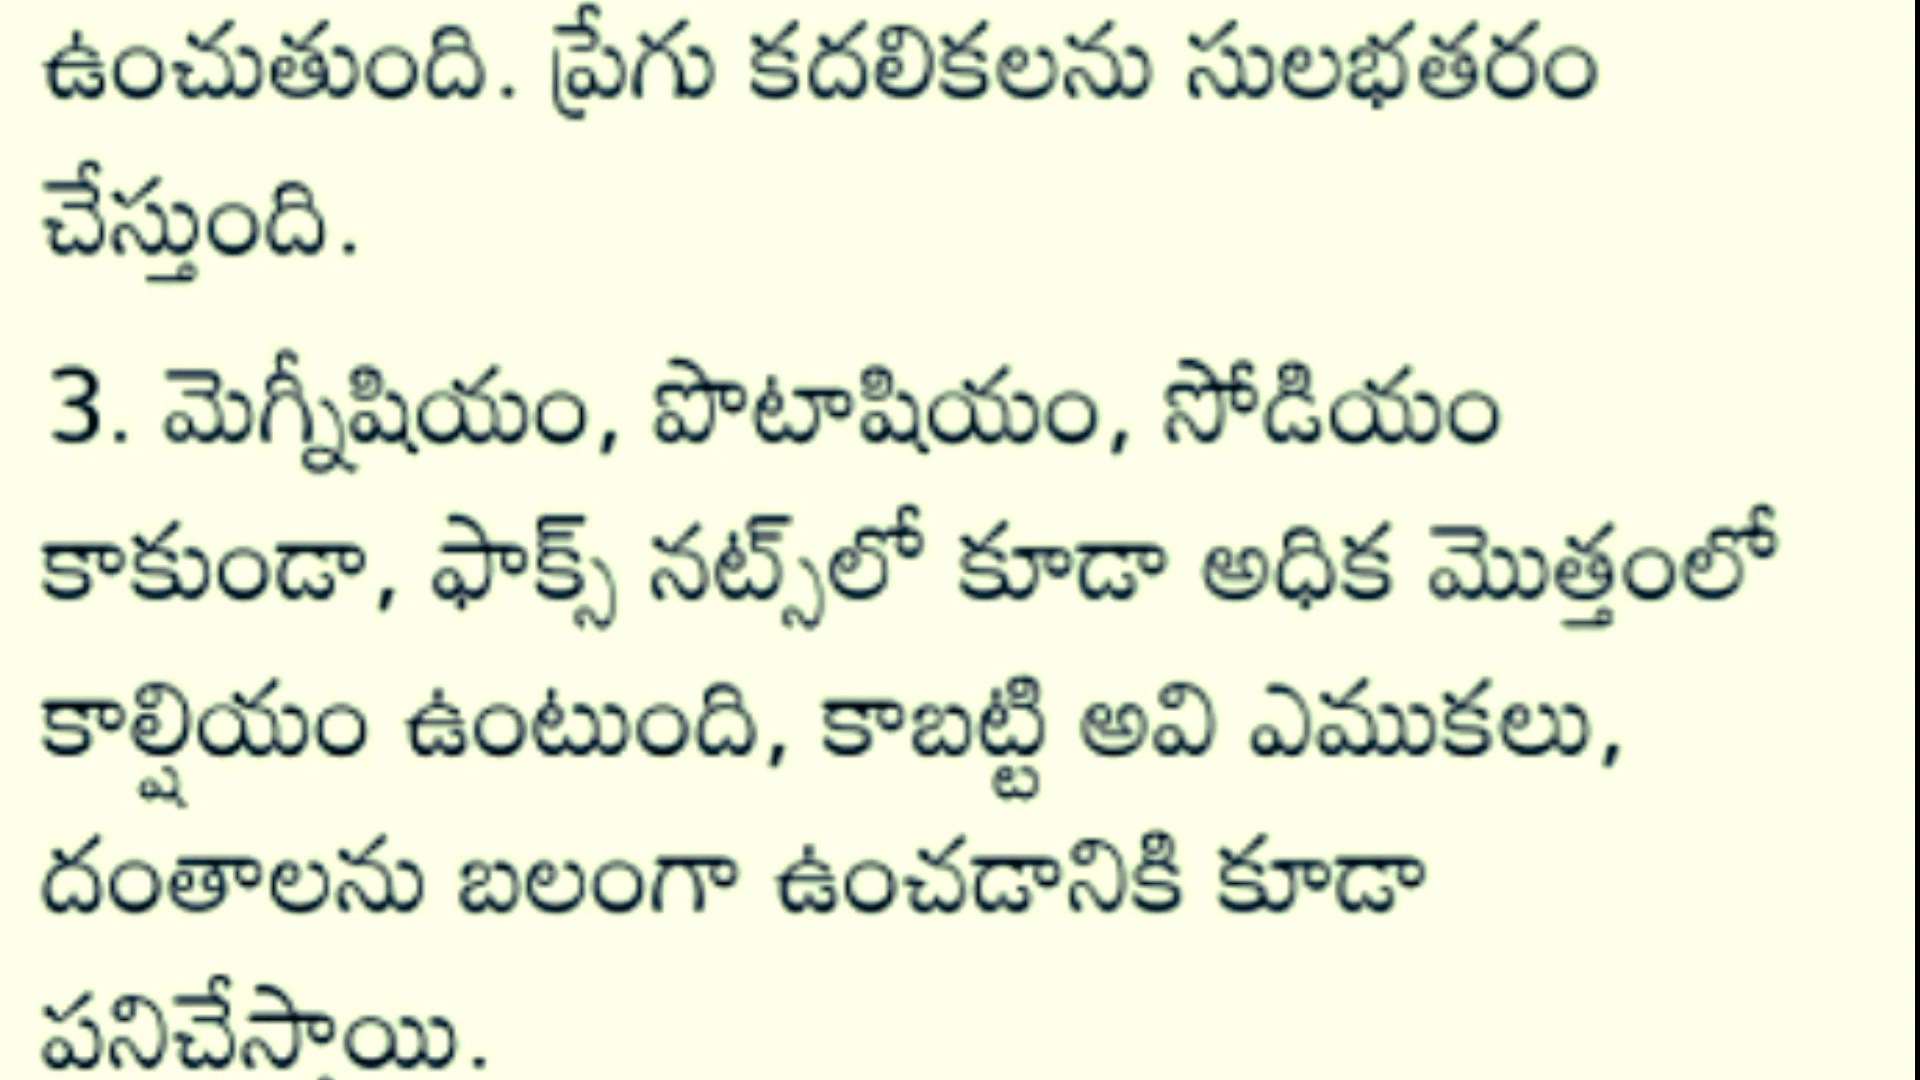 ఉంచుతుంది. ప్రేగు కదలికలను సులభతరం
చేస్తుంది.
3. మెగ్నీషియం, పొటాషియం, సోడియం
కాకుండా, ఫాక్స్ నట్స్‌లో కూడా అధిక మొత్తంలో
కాల్షియం ఉంటుంది, కాబట్టి అవి ఎముకలు,
దంతాలను బలంగా ఉంచడానికి కూడా
పనిచేస్తాయి.